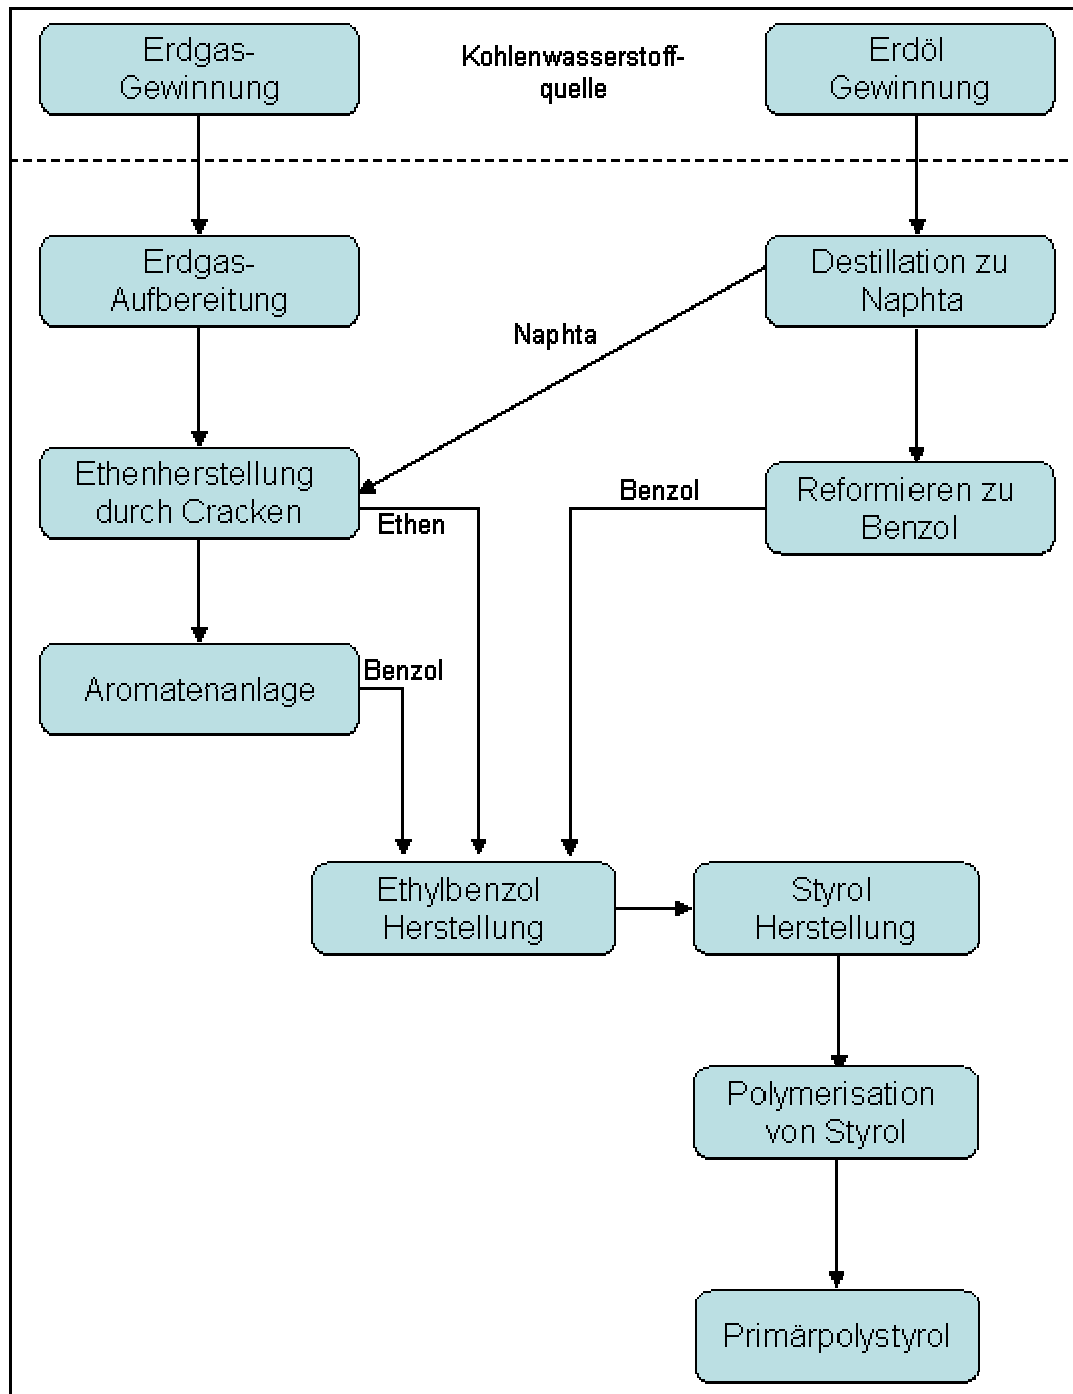 Erdgas-
Gewinnung
Kohlenwasserstoff-
quelle
Erdöl
Gewinnung
Erdgas-
Aufbereitung
Destillation zu
Naphta
Naphta
Ethenherstellung
durch Cracken
Ethen
Benzol
Reformieren zu
Benzol
Aromatenanlage
Benzol
Ethylbenzol
Herstellung
Styrol
Herstellung
Polymerisation
von Styrol
Primärpolystyrol